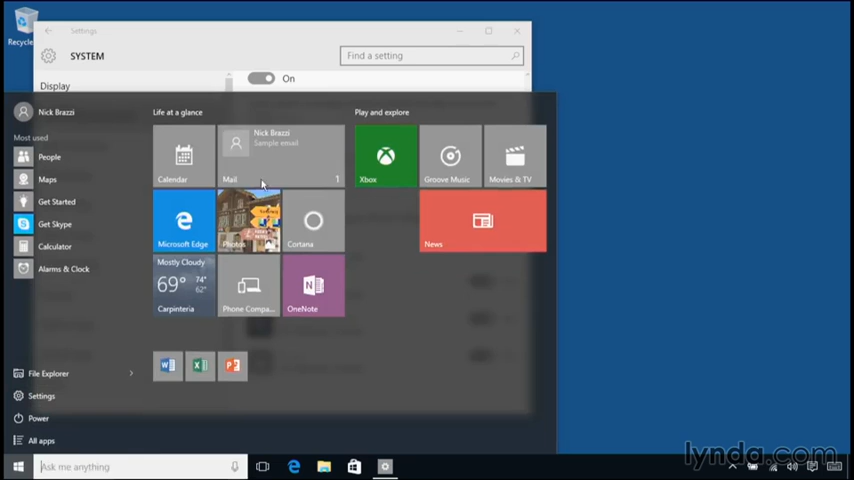 Recycle
Settings
SYSTEM
Find a setting
Display
On
Nick Brazzi
Most used
People
Maps
Get Started
Get Skype
Calculator
Alarms & Clock
File Explorer
Settings
Power
All apps
Life at a glance
Calendar
Nick Brazzi
Sample email
Mail 1
Microsoft Edge
Photos
Cortana
Mostly Cloudy
69° 74°
62°
Carpinteria
Phone Compa...
OneNote
Play and explore
Xbox
Groove Music
Movies & TV
News
Ask me anything
lynda.com